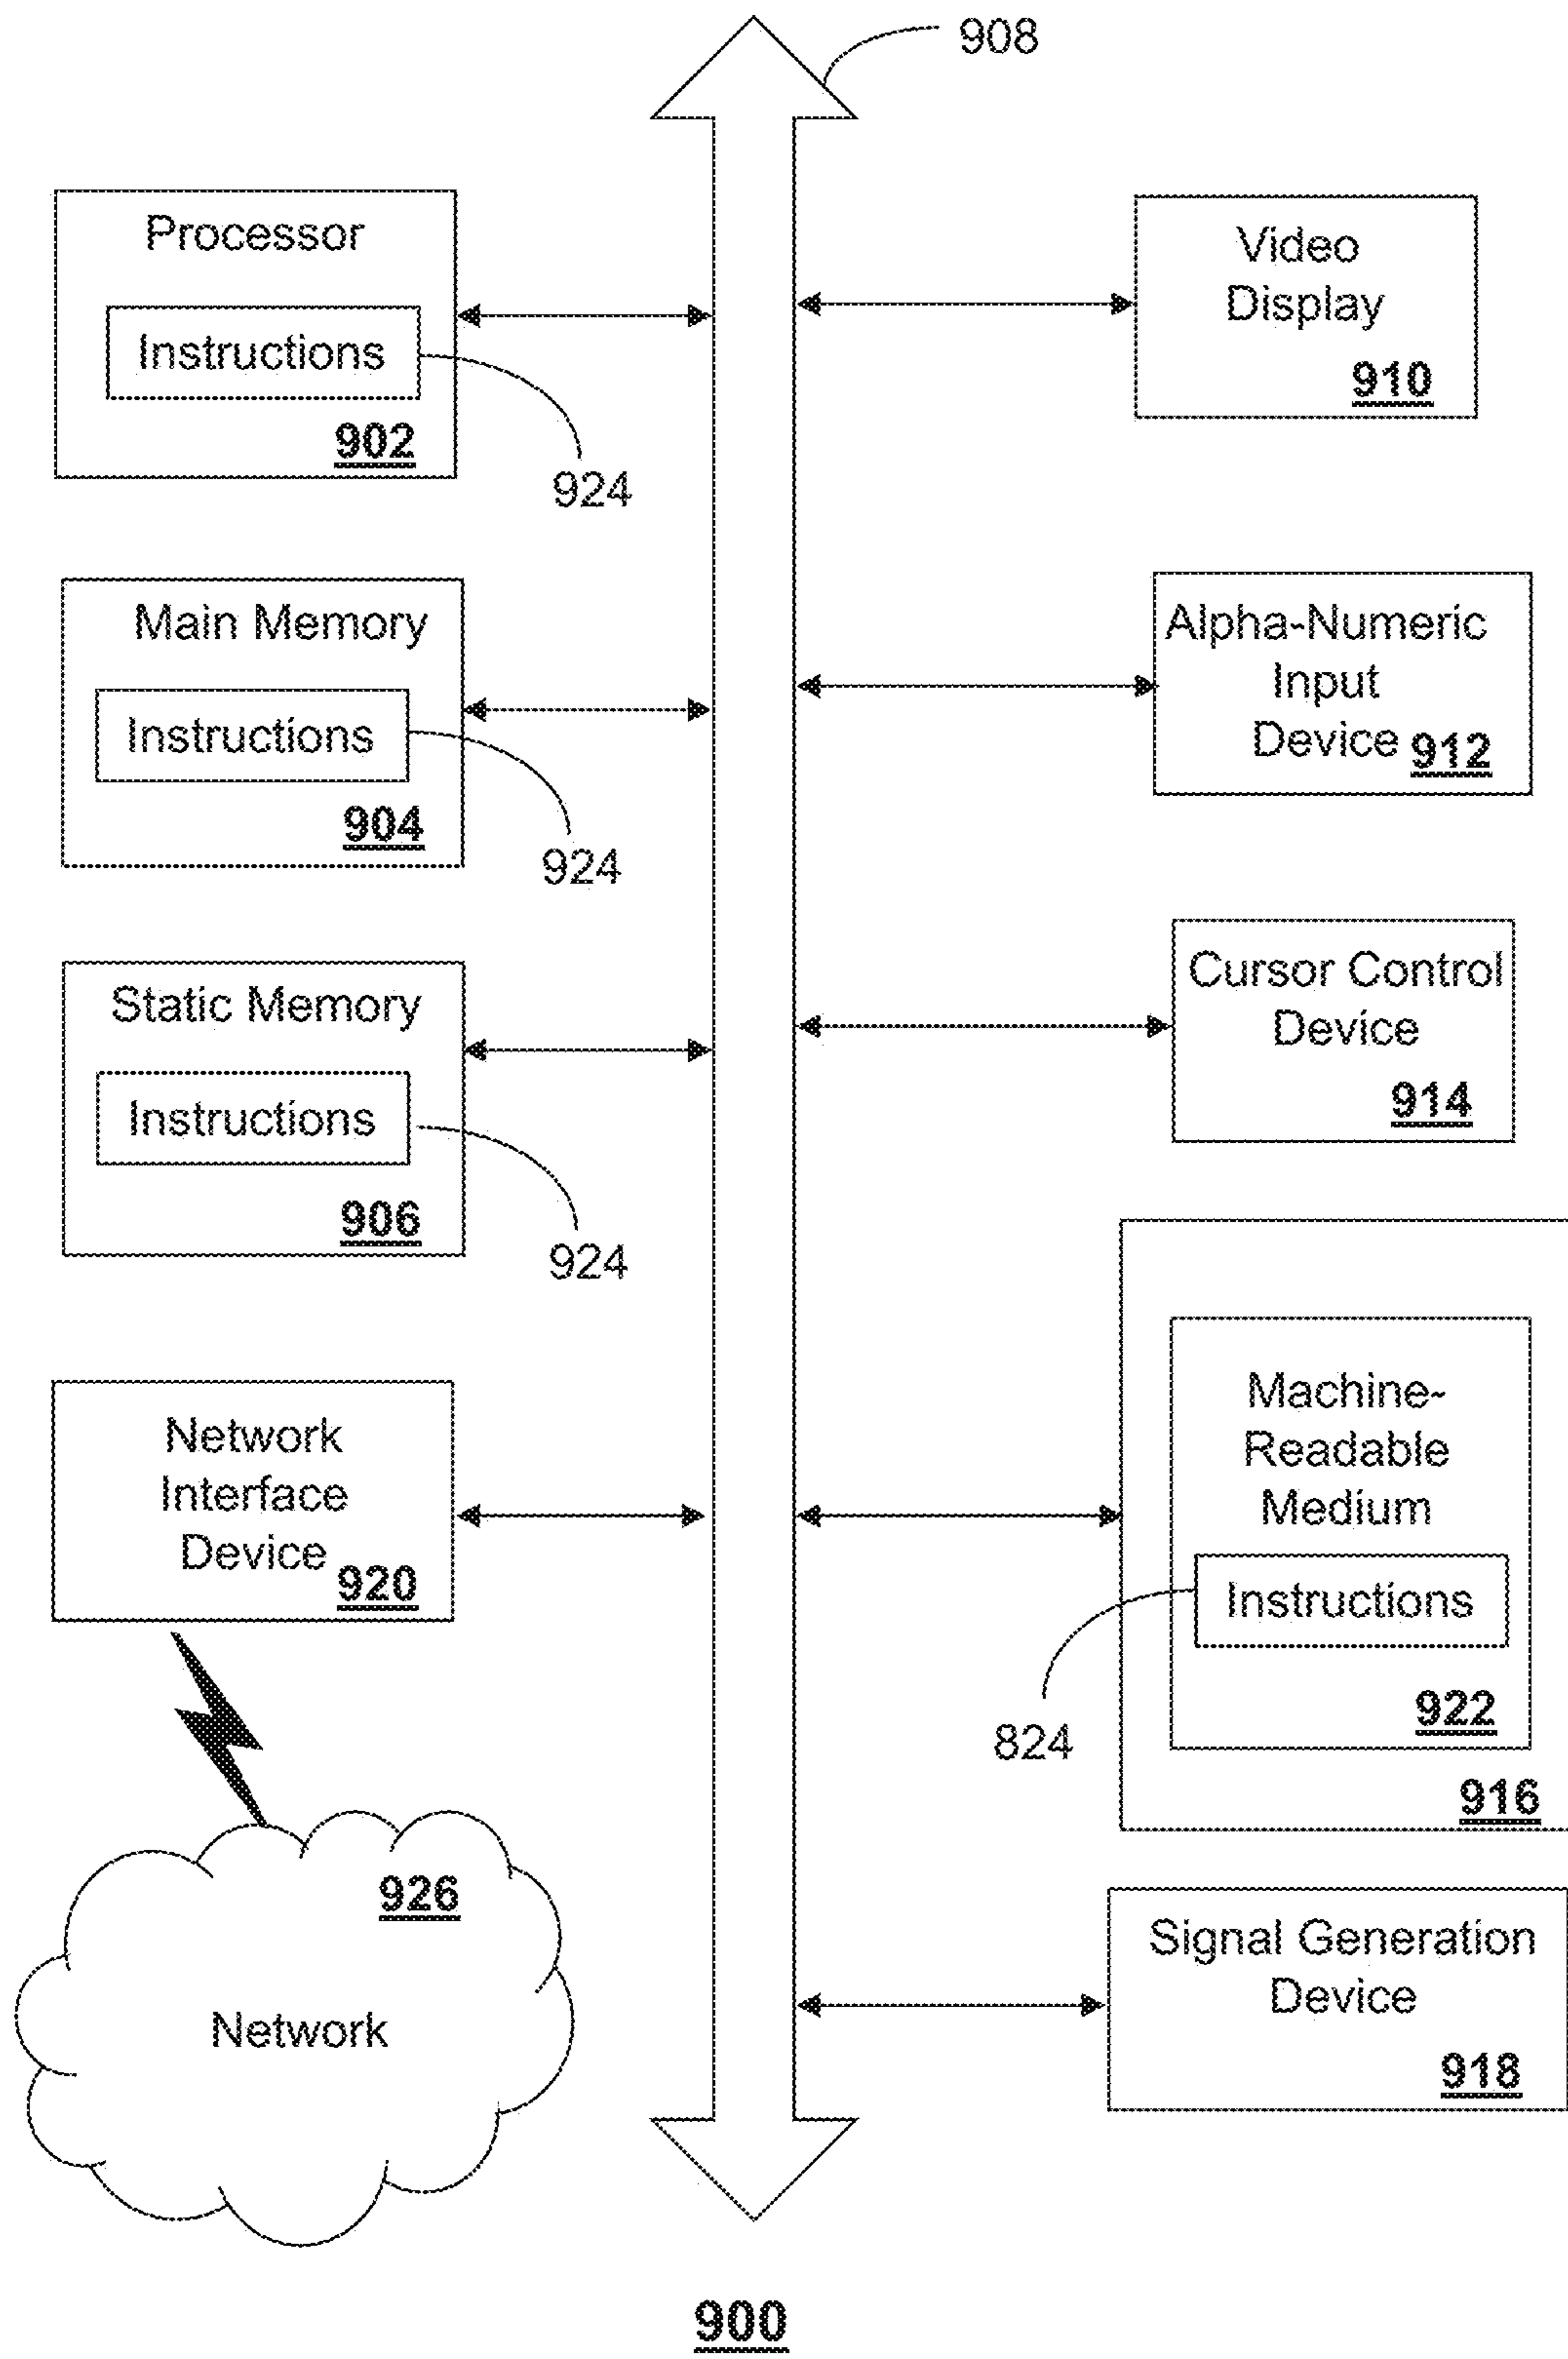 908
Processor
Instructions
902
924
Main Memory
Instructions
904
924
Static Memory
Instructions
906
924
Network
Interface
Device
920
926
Network
Video
Display
910
Alpha-Numeric
Input
Device 912
Cursor Control
Device
914
Machine-
Readable
Medium
Instructions
824
922
916
Signal Generation
Device
918
900